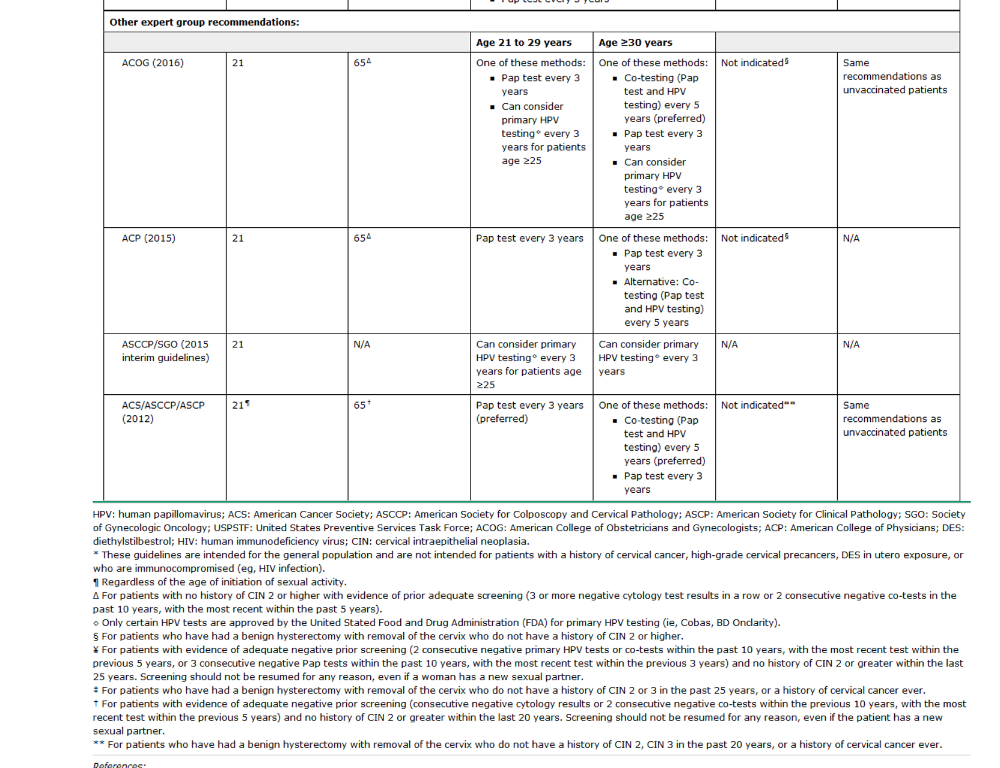 Pap test every 3 years
Other expert group recommendations:
Age 21 to 29 years
Age ≥30 years
ACOG (2016)
21
65Δ
One of these methods:
▪ Pap test every 3
years
▪ Can consider
primary HPV
testing⋄ every 3
years for patients
age ≥25
One of these methods:
▪ Co-testing (Pap
test and HPV
testing) every 5
years (preferred)
▪ Pap test every 3
years
▪ Can consider
primary HPV
testing⋄ every 3
years for patients
age ≥25
Not indicated§
Same
recommendations as
unvaccinated patients
ACP (2015)
21
65Δ
Pap test every 3 years
One of these methods:
▪ Pap test every 3
years
▪ Alternative: Co-
testing (Pap test
and HPV testing)
every 5 years
Not indicated§
N/A
ASCCP/SGO (2015
interim guidelines)
21
N/A
Can consider primary
HPV testing⋄ every 3
years for patients age
≥25
Can consider primary
HPV testing⋄ every 3
years
N/A
N/A
ACS/ASCCP/ASCP
(2012)
21¶
65†
Pap test every 3 years
(preferred)
One of these methods:
▪ Co-testing (Pap
test and HPV
testing) every 5
years (preferred)
▪ Pap test every 3
years
Not indicated**
Same
recommendations as
unvaccinated patients
HPV: human papillomavirus; ACS: American Cancer Society; ASCCP: American Society for Colposcopy and Cervical Pathology; ASCP: American Society for Clinical Pathology; SGO: Society
of Gynecologic Oncology; USPSTF: United States Preventive Services Task Force; ACOG: American College of Obstetricians and Gynecologists; ACP: American College of Physicians; DES:
diethylstilbestrol; HIV: human immunodeficiency virus; CIN: cervical intraepithelial neoplasia.
* These guidelines are intended for the general population and are not intended for patients with a history of cervical cancer, high-grade cervical precancers, DES in utero exposure, or
who are immunocompromised (eg, HIV infection).
¶ Regardless of the age of initiation of sexual activity.
Δ For patients with no history of CIN 2 or higher with evidence of prior adequate screening (3 or more negative cytology test results in a row or 2 consecutive negative co-tests in the
past 10 years, with the most recent within the past 5 years).
⋄ Only certain HPV tests are approved by the United Stated Food and Drug Administration (FDA) for primary HPV testing (ie, Cobas, BD Onclarity).
§ For patients who have had a benign hysterectomy with removal of the cervix who do not have a history of CIN 2 or higher.
¥ For patients with evidence of adequate negative prior screening (2 consecutive negative primary HPV tests or co-tests within the past 10 years, with the most recent test within the
previous 5 years, or 3 consecutive negative Pap tests within the past 10 years, with the most recent test within the previous 3 years) and no history of CIN 2 or greater within the last
25 years. Screening should not be resumed for any reason, even if a woman has a new sexual partner.
‡ For patients who have had a benign hysterectomy with removal of the cervix who do not have a history of CIN 2 or 3 in the past 25 years, or a history of cervical cancer ever.
† For patients with evidence of adequate negative prior screening (consecutive negative cytology results or 2 consecutive negative co-tests within the previous 10 years, with the most
recent test within the previous 5 years) and no history of CIN 2 or greater within the last 20 years. Screening should not be resumed for any reason, even if the patient has a new
sexual partner.
** For patients who have had a benign hysterectomy with removal of the cervix who do not have a history of CIN 2, CIN 3 in the past 20 years, or a history of cervical cancer ever.
References: